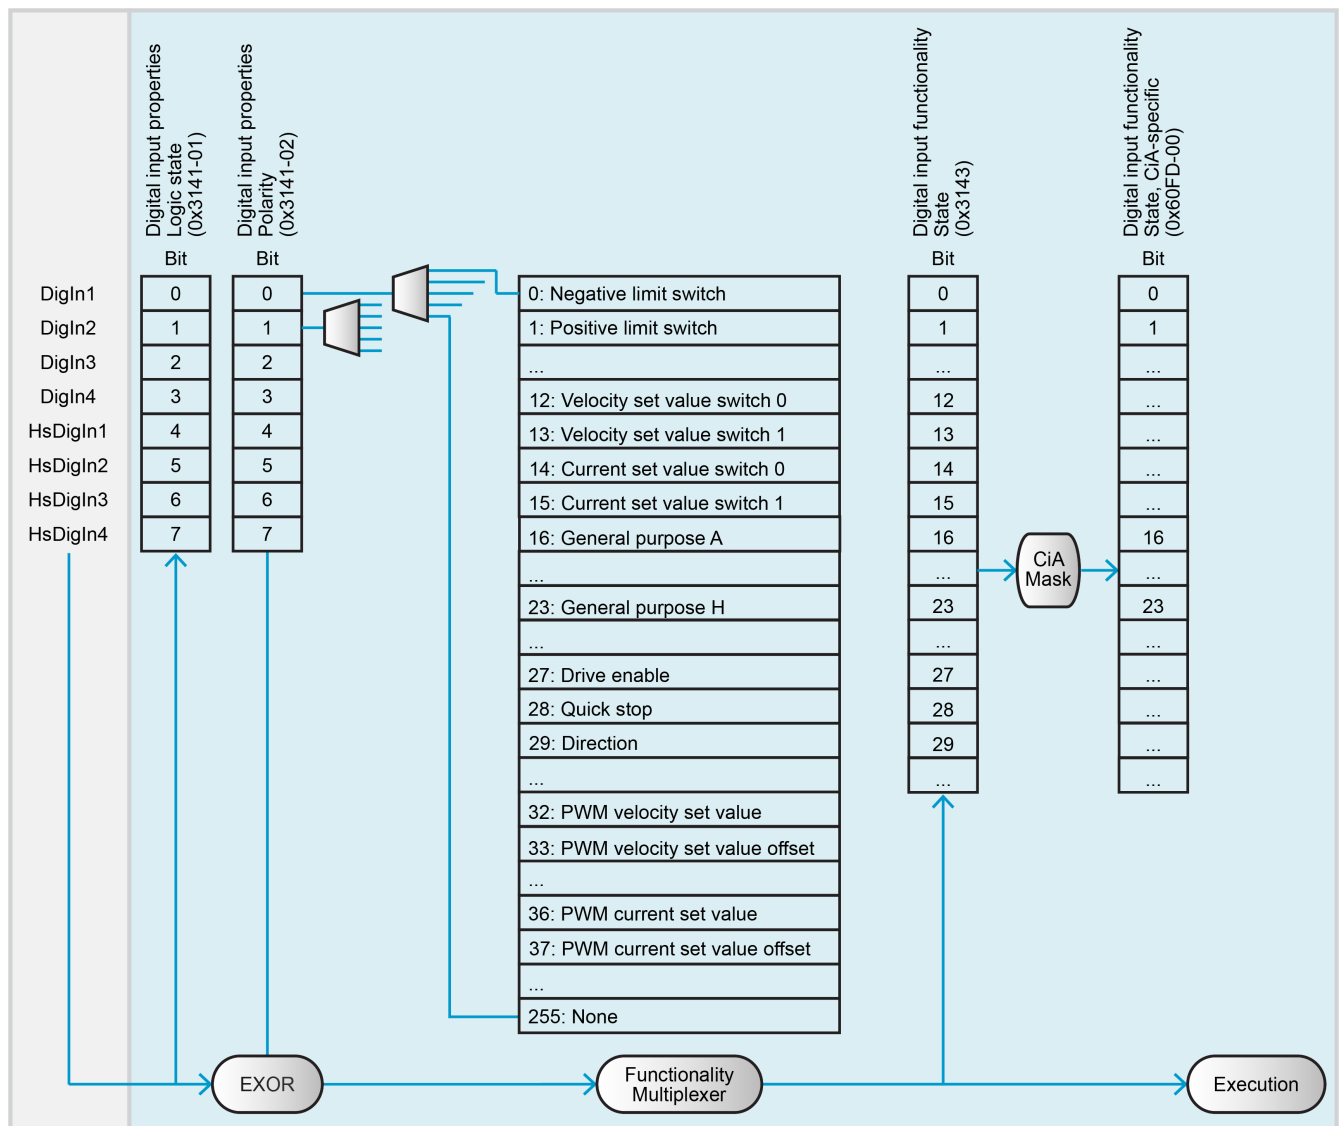 Digital input properties
Logic state
(0x3141-01)
Digital input properties
Polarity
(0x3141-02)
Digital input functionality
State
(0x3143)
Digital input functionality
State, CiA-specific
(0x60FD-00)
Bit
Bit
Bit
Bit
DigIn1
0
0
0: Negative limit switch
0
0
DigIn2
1
1
1: Positive limit switch
1
1
DigIn3
2
2
...
...
...
DigIn4
3
3
12: Velocity set value switch 0
12
...
HsDigIn1
4
4
13: Velocity set value switch 1
13
...
HsDigIn2
5
5
14: Current set value switch 0
14
...
HsDigIn3
6
6
15: Current set value switch 1
15
...
HsDigIn4
7
7
16: General purpose A
16
16
...
...
CiA
Mask
...
23: General purpose H
23
23
...
...
...
27: Drive enable
27
...
28: Quick stop
28
...
29: Direction
29
...
...
...
...
32: PWM velocity set value
33: PWM velocity set value offset
...
36: PWM current set value
37: PWM current set value offset
...
255: None
EXOR
Functionality
Multiplexer
Execution